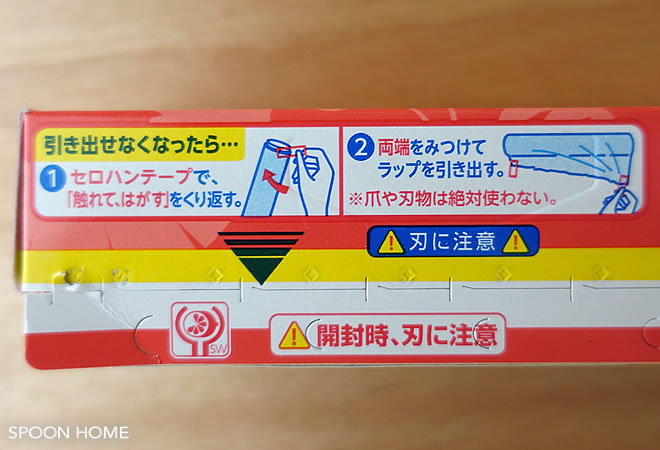 引き出せなくなったら…
1 セロハンテープで、
「触れて、はがす」をくり返す。
2 両端をみつけて
ラップを引き出す。
※爪や刃物は絶対使わない。
刃に注意
SW
開封時、刃に注意
SPOON HOME